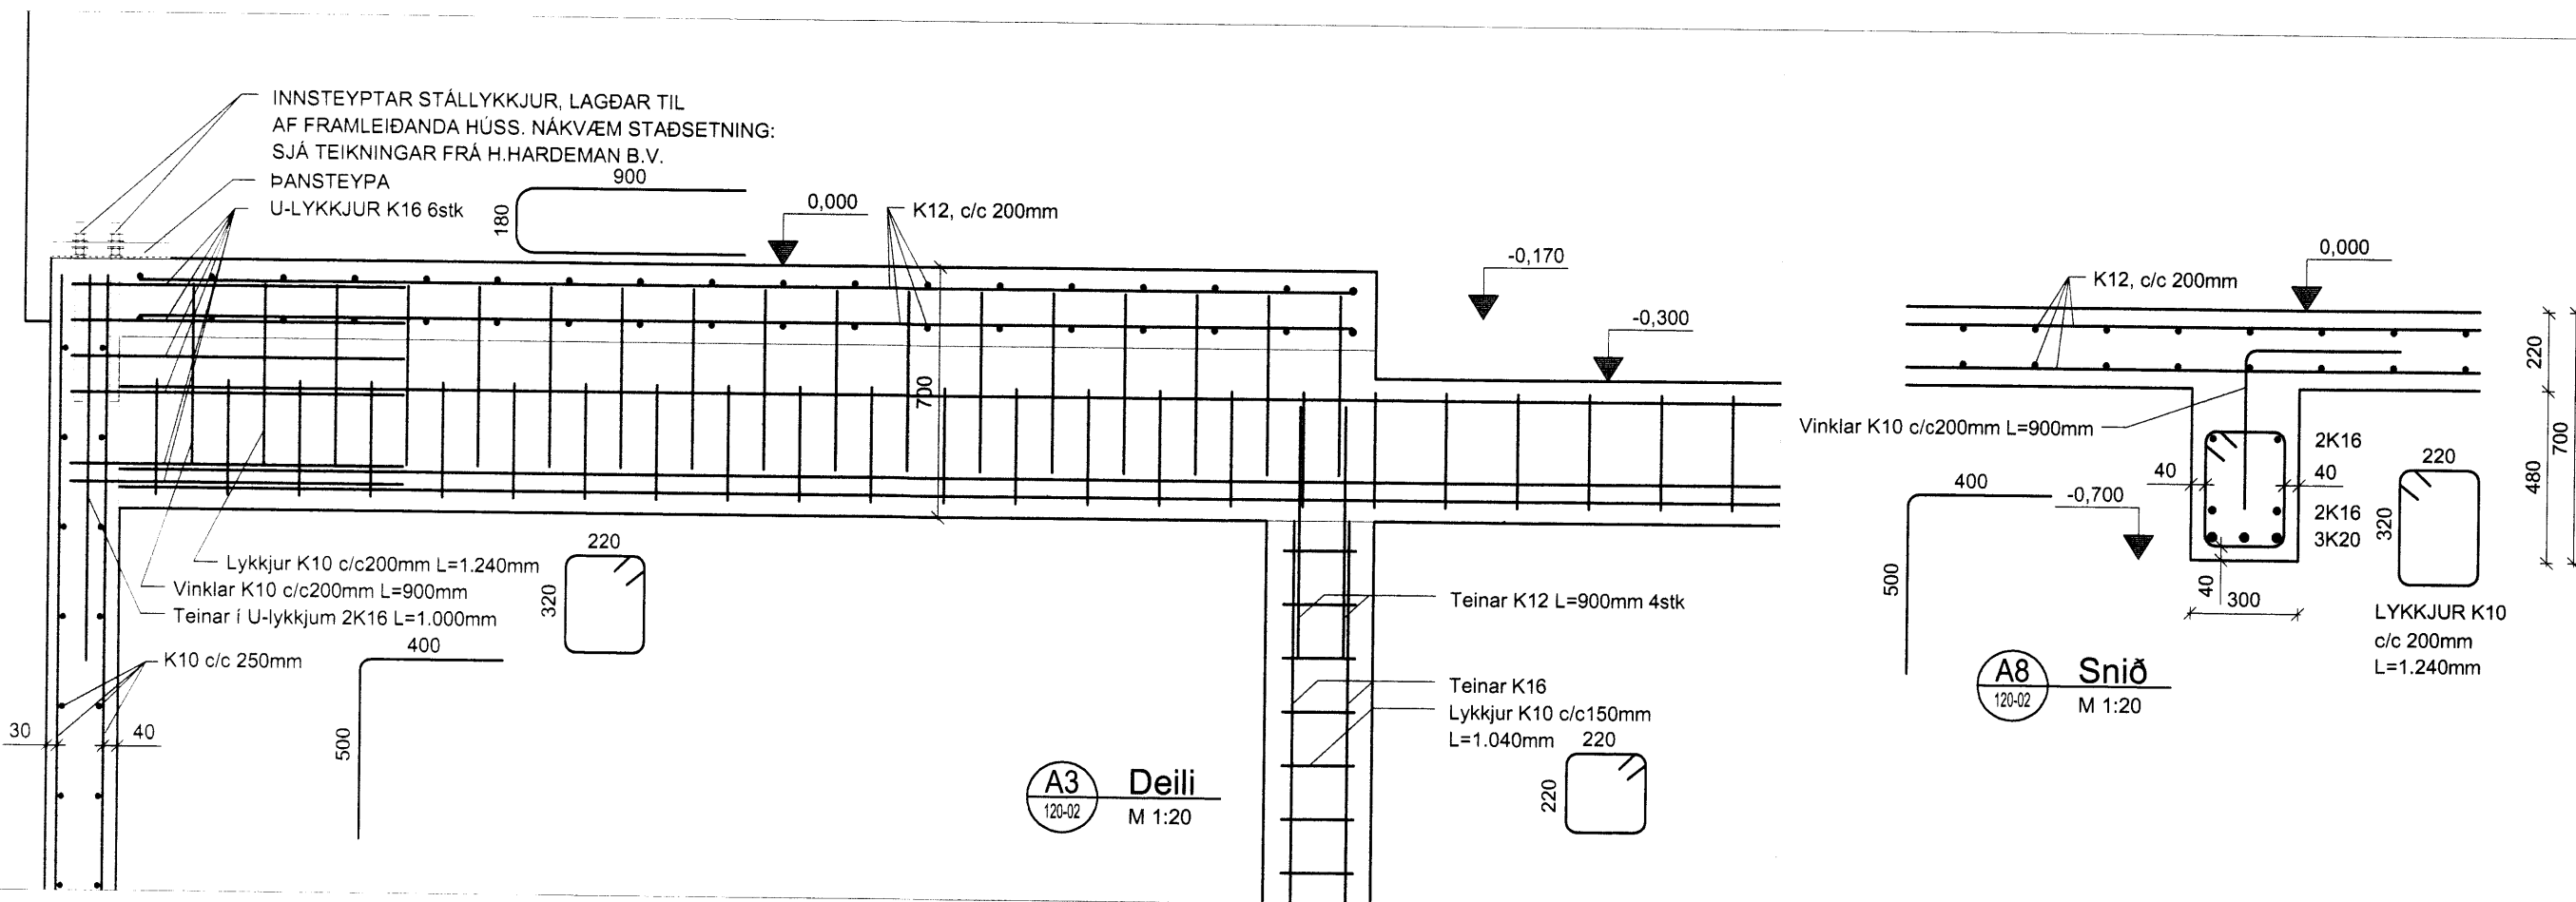 INNSTEYPTAR STÁLLYKKJUR, LAGÐAR TIL
AF FRAMLEIÐANDA HÚSS. NÁKVÆM STAÐSETNING:
SJÁ TEIKNINGAR FRÁ H.HARDEMAN B.V.
ÞANSTEYPA
U-LYKKJUR K16 6stk
900
180
0,000
K12, c/c 200mm
-0,170
-0,300
700
Lykkjur K10 c/c200mm L=1.240mm
Vinklar K10 c/c200mm L=900mm
Teinar í U-lykkjum 2K16 L=1.000mm
K10 c/c 250mm
220
320
400
500
30
40
Teinar K12 L=900mm 4stk
Teinar K16
Lykkjur K10 c/c150mm
L=1.040mm
220
220
A3
120-02
Deili
M 1:20
0,000
K12, c/c 200mm
Vinklar K10 c/c200mm L=900mm
400
500
-0,700
40
40
2K16
2K16
3K20
40
300
220
320
LYKKJUR K10
c/c 200mm
L=1.240mm
220
480
700
A8
120-02
Snið
M 1:20